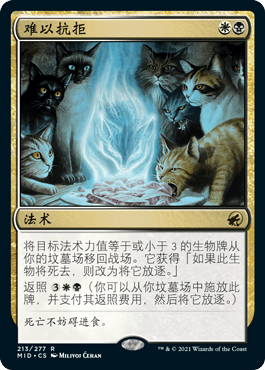 难以抗拒
法术
将目标法术力值等于或小于 3 的生物牌从
你的坟墓场移回战场。它获得「如果此生
物将死去，则改为将它放逐。」
返照 3（你可以从你坟墓场中施放此
牌，并支付其返照费用，然后将它放逐。）
死亡不妨碍进食。
213/277 R
MID • CS MILIVOJ ĆERAN
™ & © 2021 Wizards of the Coast